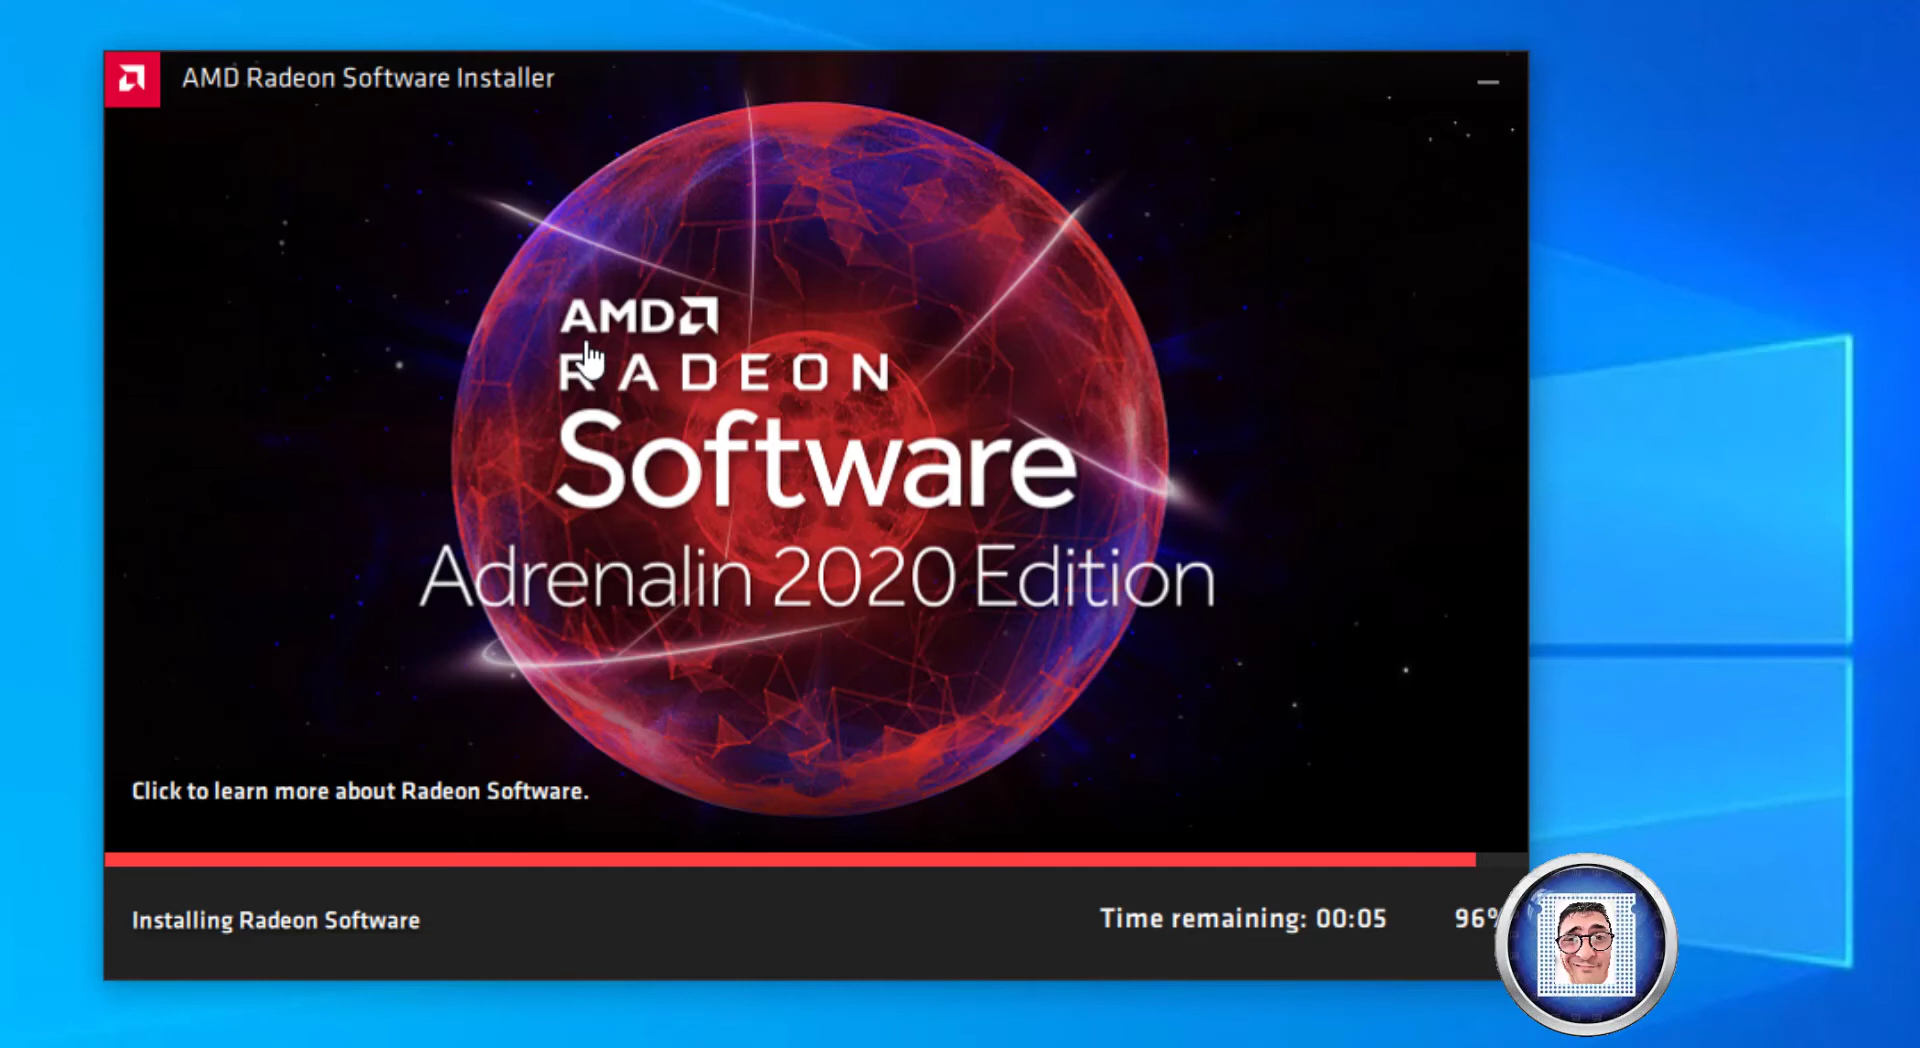 AMD Radeon Software Installer
AMD
RADEON
Software
Adrenalin 2020 Edition
Click to learn more about Radeon Software.
Installing Radeon Software
Time remaining: 00:05
96%